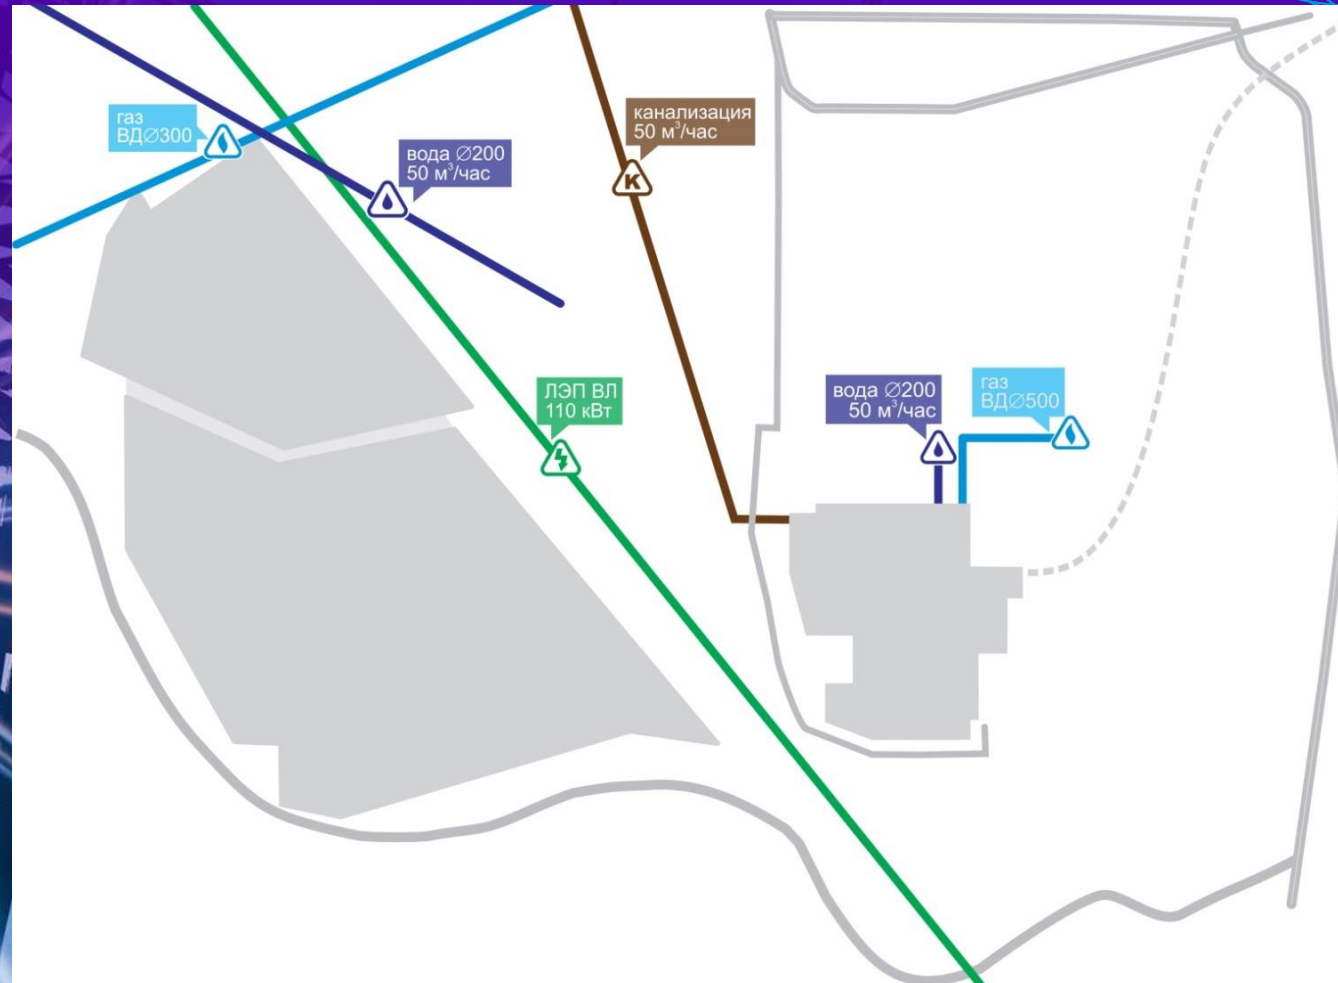 газ
ВД∅300
вода ∅200
50 м³/час
канализация
50 м³/час
К
ЛЭП ВЛ
110 кВт
вода ∅200
50 м³/час
газ
ВД∅500